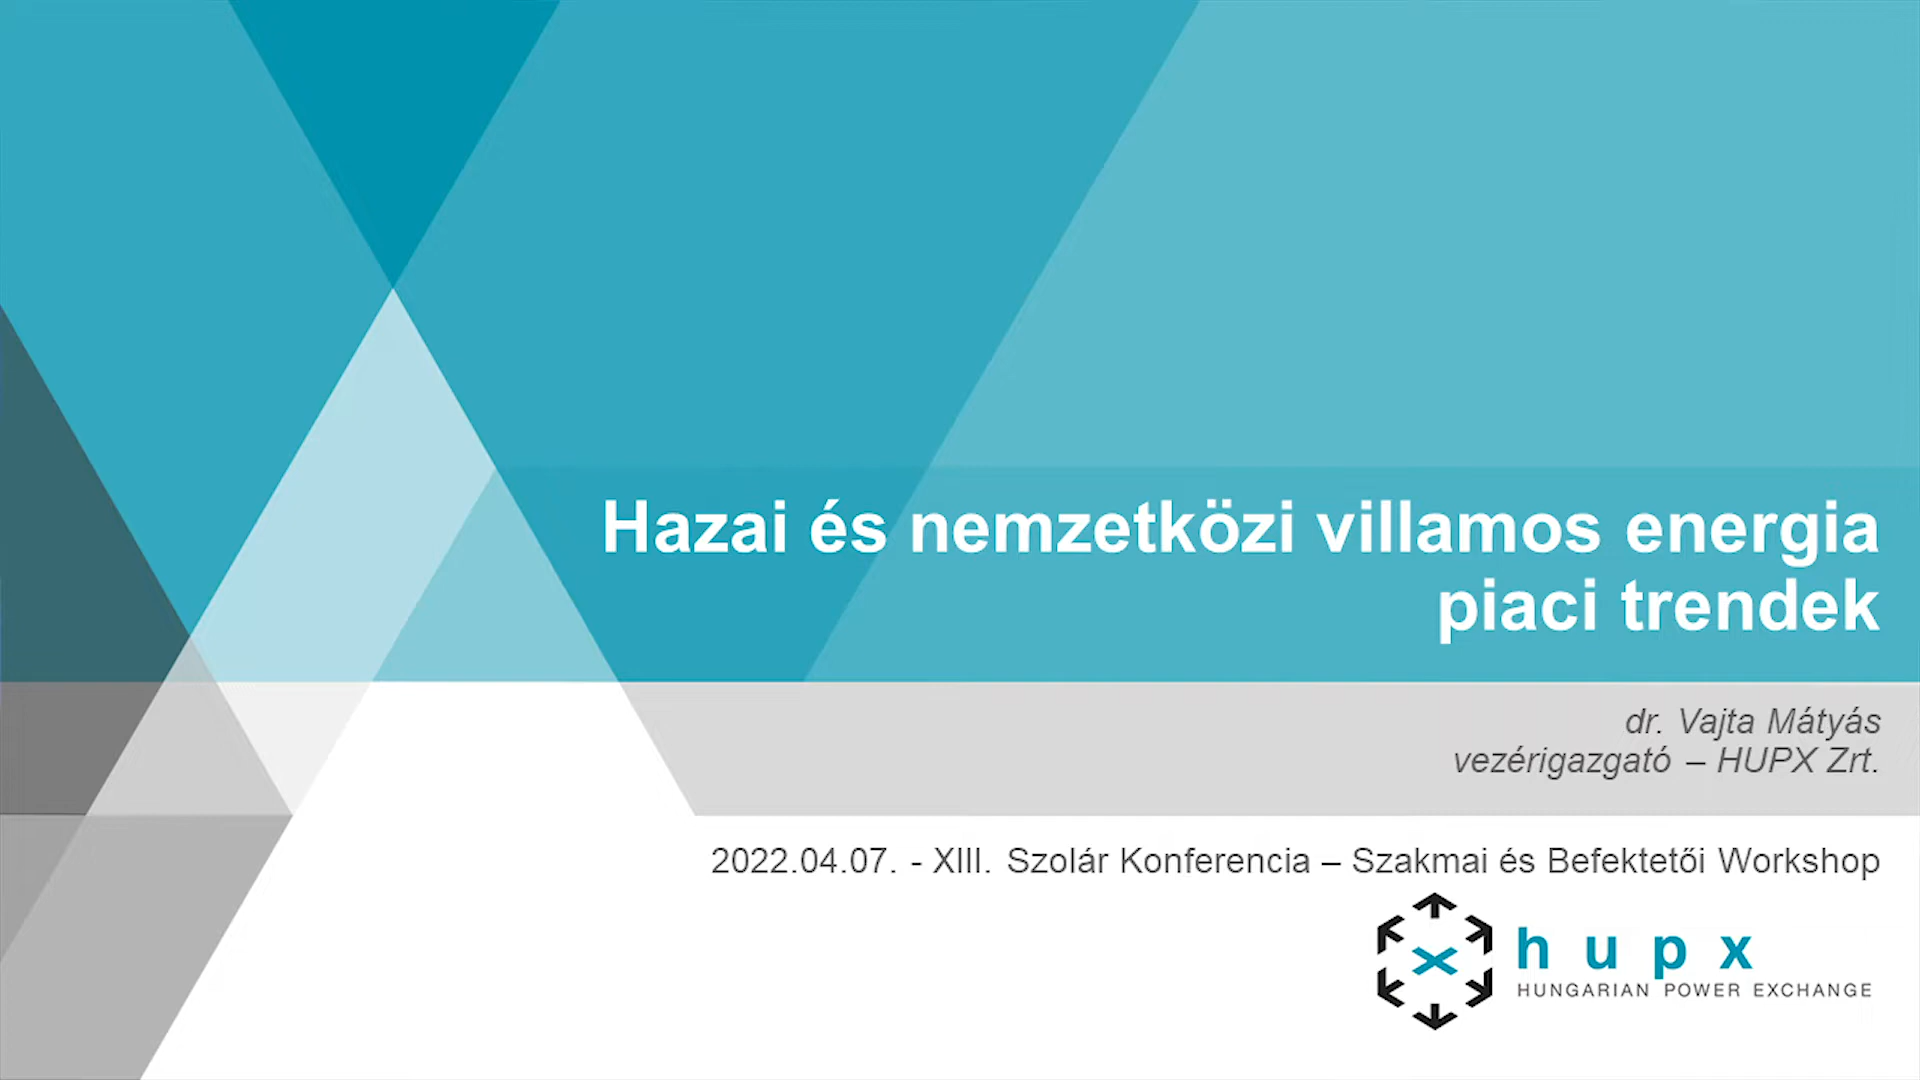 Hazai és nemzetközi villamos energia
piaci trendek
dr. Vajta Mátyás
vezérigazgató – HUPX Zrt.
2022.04.07. - XIII. Szolár Konferencia – Szakmai és Befektetői Workshop
hupx
HUNGARIAN POWER EXCHANGE